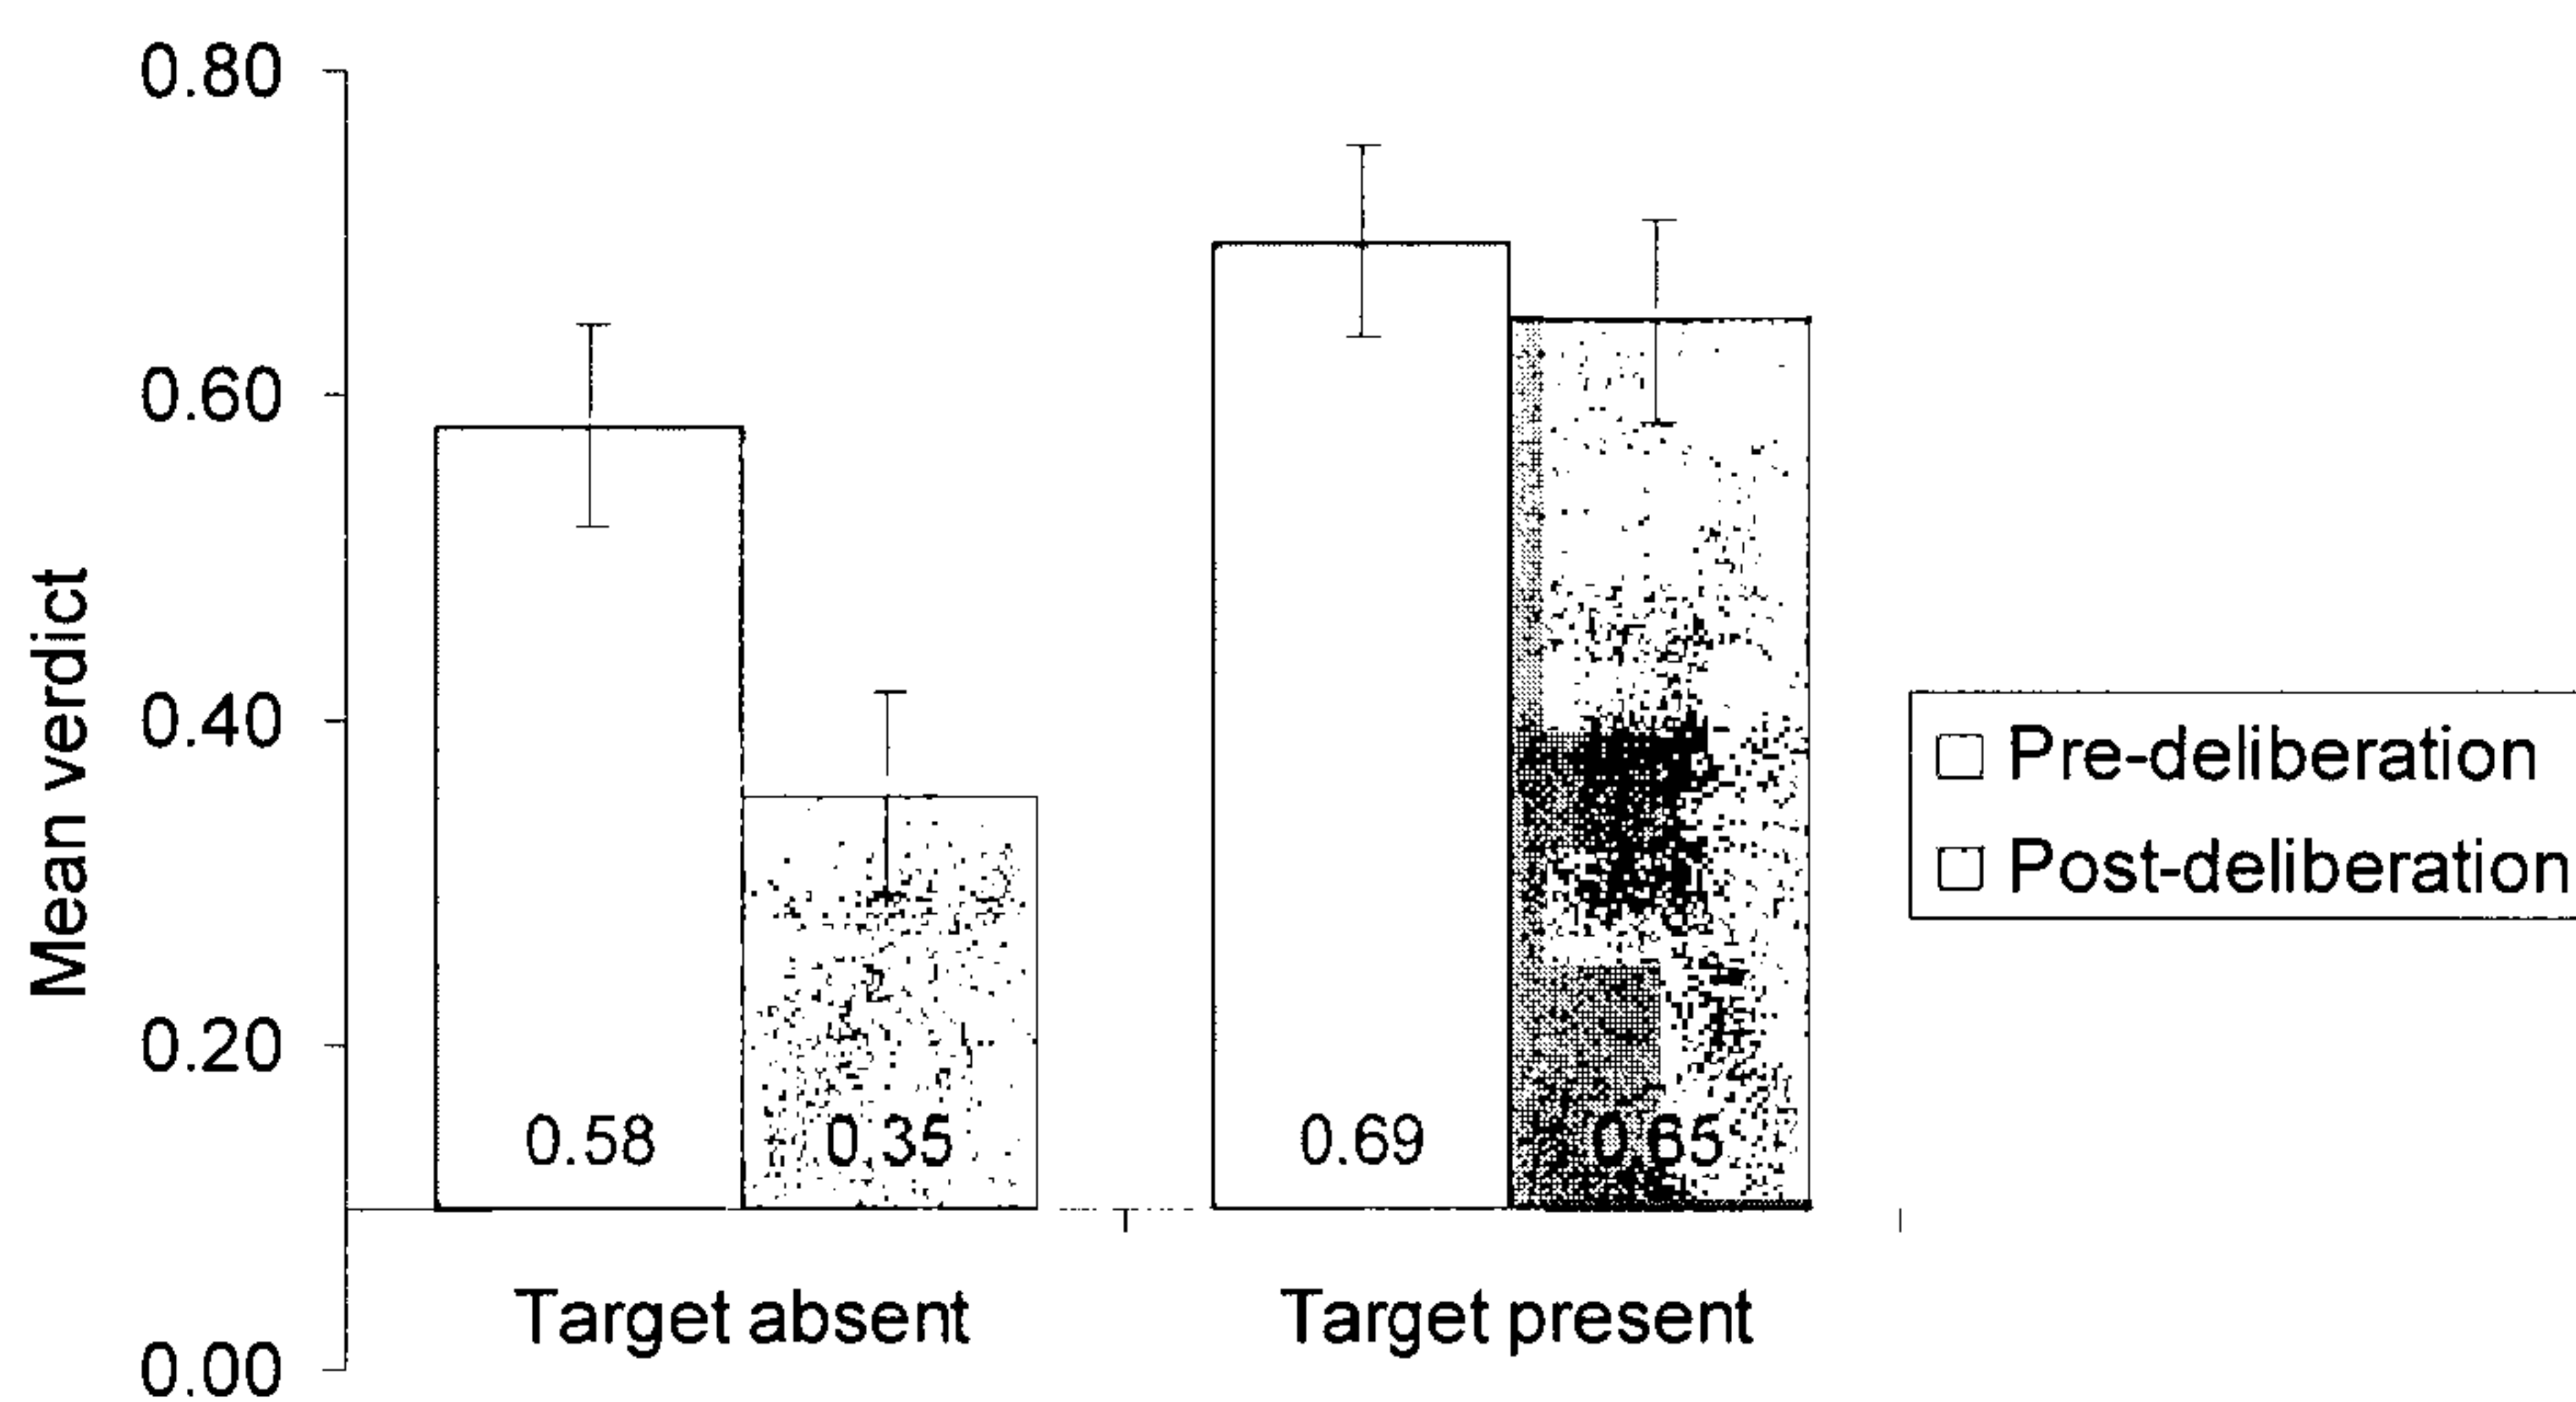 0.80
0.60
0.40
0.20
0.00
Mean verdict
0.58
0.35
0.69
0.65
Target absent
Target present
Pre-deliberation
Post-deliberation